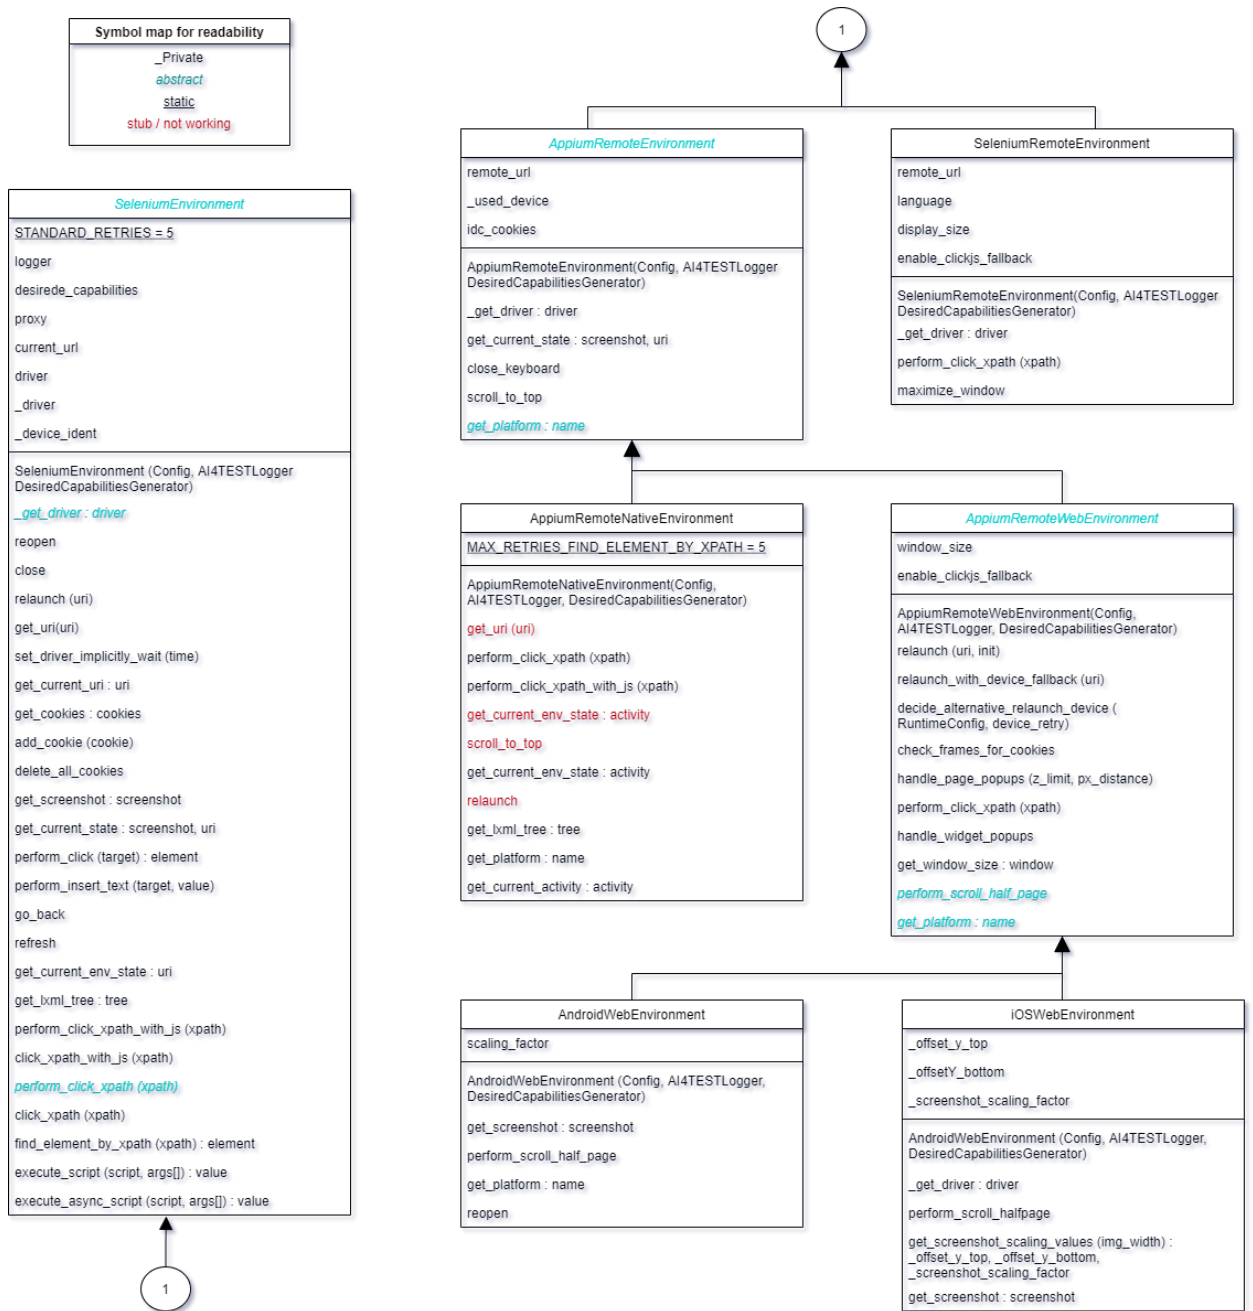 Symbol map for readability
_Private
abstract
static
stub / not working
SeleniumEnvironment
STANDARD_RETRIES = 5
logger
desirede_capabilities
proxy
current_url
driver
_driver
_device_ident
SeleniumEnvironment (Config, AI4TESTLogger
DesiredCapabilitiesGenerator)
_get_driver : driver
reopen
close
relaunch (uri)
get_uri(uri)
set_driver_implicitly_wait (time)
get_current_uri : uri
get_cookies : cookies
add_cookie (cookie)
delete_all_cookies
get_screenshot : screenshot
get_current_state : screenshot, uri
perform_click (target) : element
perform_insert_text (target, value)
go_back
refresh
get_current_env_state : uri
get_lxml_tree : tree
perform_click_xpath_with_js (xpath)
click_xpath_with_js (xpath)
perform_click_xpath (xpath)
click_xpath (xpath)
find_element_by_xpath (xpath) : element
execute_script (script, args[]) : value
execute_async_script (script, args[]) : value
1
1
AppiumRemoteEnvironment
remote_url
_used_device
idc_cookies
AppiumRemoteEnvironment(Config, AI4TESTLogger
DesiredCapabilitiesGenerator)
_get_driver : driver
get_current_state : screenshot, uri
close_keyboard
scroll_to_top
get_platform : name
SeleniumRemoteEnvironment
remote_url
language
display_size
enable_clickjs_fallback
SeleniumRemoteEnvironment(Config, AI4TESTLogger
DesiredCapabilitiesGenerator)
_get_driver : driver
perform_click_xpath (xpath)
maximize_window
AppiumRemoteNativeEnvironment
MAX_RETRIES_FIND_ELEMENT_BY_XPATH = 5
AppiumRemoteNativeEnvironment(Config,
AI4TESTLogger, DesiredCapabilitiesGenerator)
get_uri (uri)
perform_click_xpath (xpath)
perform_click_xpath_with_js (xpath)
get_current_env_state : activity
scroll_to_top
get_current_env_state : activity
relaunch
get_lxml_tree : tree
get_platform : name
get_current_activity : activity
AppiumRemoteWebEnvironment
window_size
enable_clickjs_fallback
AppiumRemoteWebEnvironment(Config,
AI4TESTLogger, DesiredCapabilitiesGenerator)
relaunch (uri, init)
relaunch_with_device_fallback (uri)
decide_alternative_relaunch_device (
RuntimeConfig, device_retry)
check_frames_for_cookies
handle_page_popups (z_limit, px_distance)
perform_click_xpath (xpath)
handle_widget_popups
get_window_size : window
perform_scroll_half_page
get_platform : name
AndroidWebEnvironment
scaling_factor
AndroidWebEnvironment (Config, AI4TESTLogger,
DesiredCapabilitiesGenerator)
get_screenshot : screenshot
perform_scroll_half_page
get_platform : name
reopen
iOSWebEnvironment
_offset_y_top
_offsetY_bottom
_screenshot_scaling_factor
AndroidWebEnvironment (Config, AI4TESTLogger,
DesiredCapabilitiesGenerator)
_get_driver : driver
perform_scroll_halfpage
get_screenshot_scaling_values (img_width) :
_offset_y_top, _offset_y_bottom,
_screenshot_scaling_factor
get_screenshot : screenshot